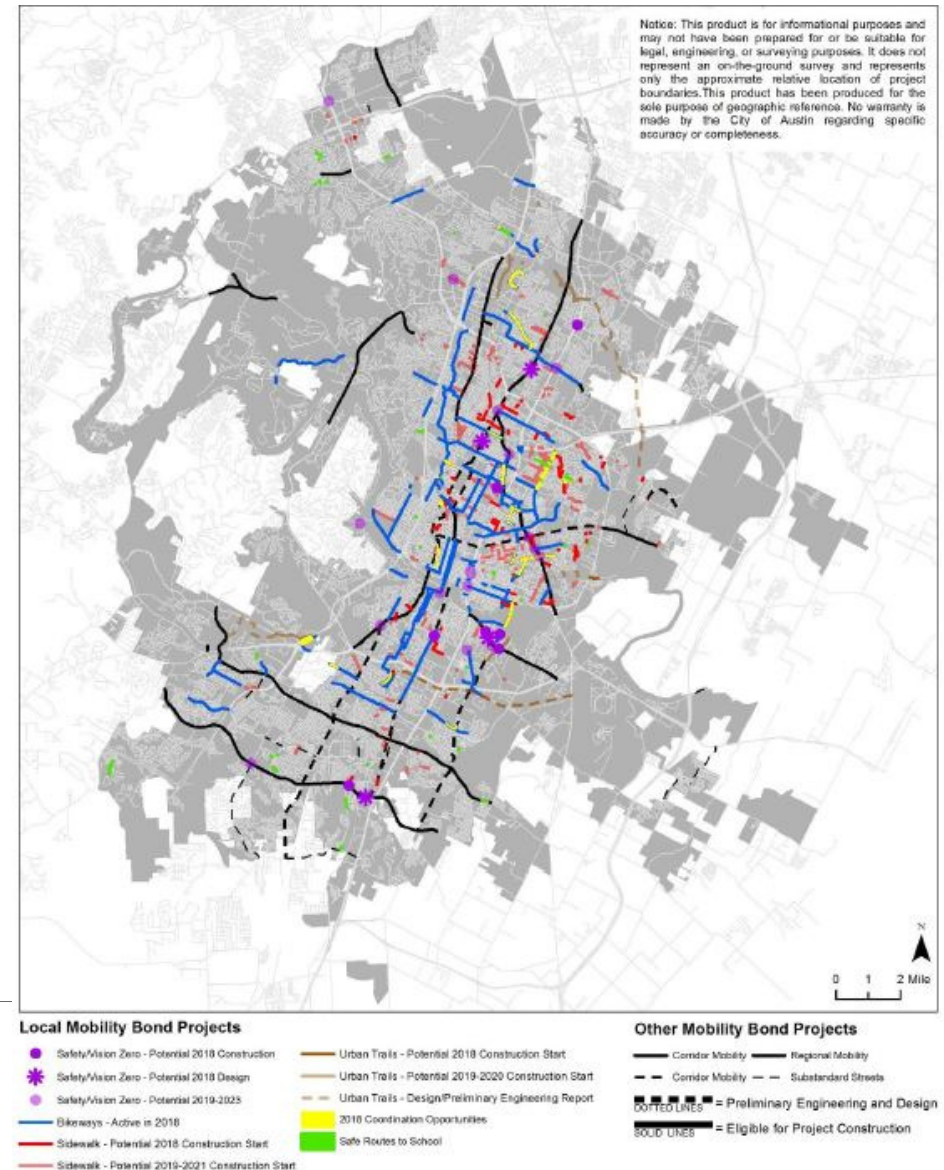 Notice: This product is for informational purposes and
may not have been prepared for or be suitable for
legal, engineering, or surveying purposes. It does not
represent an on-the-ground survey and represents
only the approximate relative location of project
boundaries.This product has been produced for the
sole purpose of geographic reference. No warranty is
made by the City of Austin regarding specific
accuracy or completeness.
N
0 1 2 Mile
Local Mobility Bond Projects
Safety/Vision Zero - Potential 2018 Construction
Safety/Vision Zero - Potential 2018 Design
Safety/Vision Zero - Potential 2019-2023
Bikeways - Active in 2018
Sidewalk - Potential 2018 Construction Start
Sidewalk - Potential 2019-2021 Construction Start
Urban Trails - Potential 2018 Construction Start
Urban Trails - Potential 2019-2020 Construction Start
Urban Trails - Design/Preliminary Engineering Report
2018 Coordination Opportunities
Safe Routes to School
Other Mobility Bond Projects
Corridor Mobility Regional Mobility
Corridor Mobility Substandard Streets
DOTTED LINES = Preliminary Engineering and Design
SOLID LINES = Eligible for Project Construction